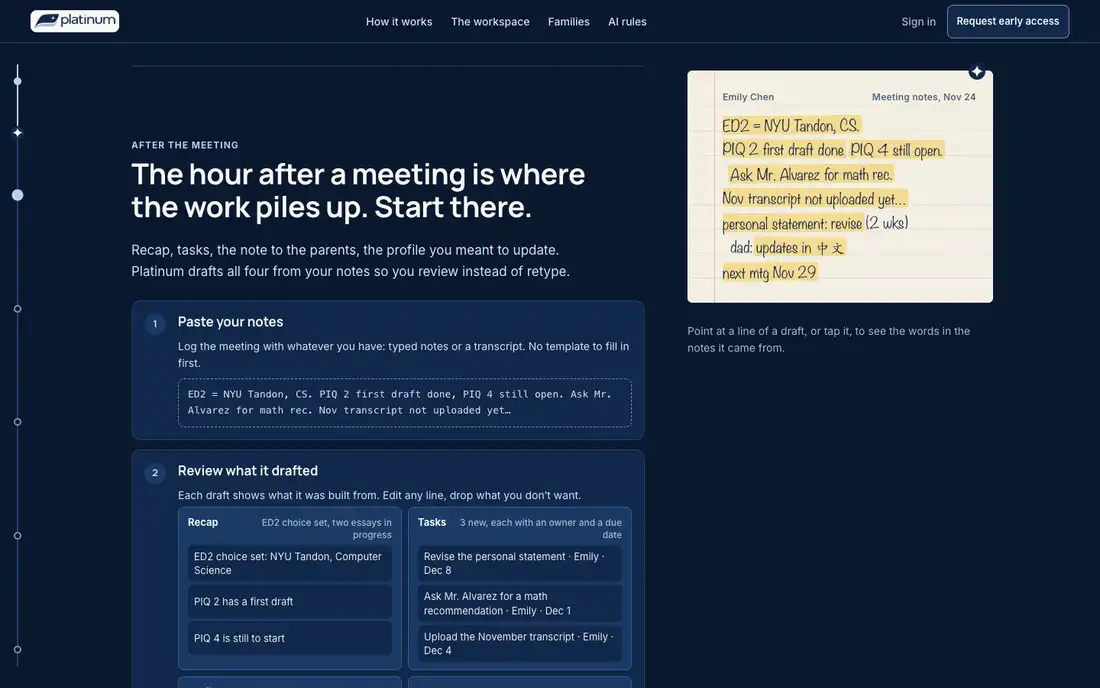 platinum
How it works
The workspace
Families
AI rules
Sign in
Request early access
AFTER THE MEETING
The hour after a meeting is where
the work piles up. Start there.
Recap, tasks, the note to the parents, the profile you meant to update.
Platinum drafts all four from your notes so you review instead of retype.
1
Paste your notes
Log the meeting with whatever you have: typed notes or a transcript. No template to fill in
first.
ED2 = NYU Tandon, CS. PIQ 2 first draft done, PIQ 4 still open. Ask Mr.
Alvarez for math rec. Nov transcript not uploaded yet…
2
Review what it drafted
Each draft shows what it was built from. Edit any line, drop what you don't want.
Recap
ED2 choice set, two essays in
progress
ED2 choice set: NYU Tandon, Computer
Science
PIQ 2 has a first draft
PIQ 4 is still to start
Tasks
3 new, each with an owner and a due
date
Revise the personal statement · Emily ·
Dec 8
Ask Mr. Alvarez for a math
recommendation · Emily · Dec 1
Upload the November transcript · Emily ·
Dec 4
Emily Chen
Meeting notes, Nov 24
ED2 = NYU Tandon, CS.
PIQ 2 first draft done PIQ 4 still open.
Ask Mr. Alvarez for math rec.
Nov transcript not uploaded yet...
personal statement: revise (2 wks)
dad: updates in 中文
next mtg Nov 29
Point at a line of a draft, or tap it, to see the words in the
notes it came from.